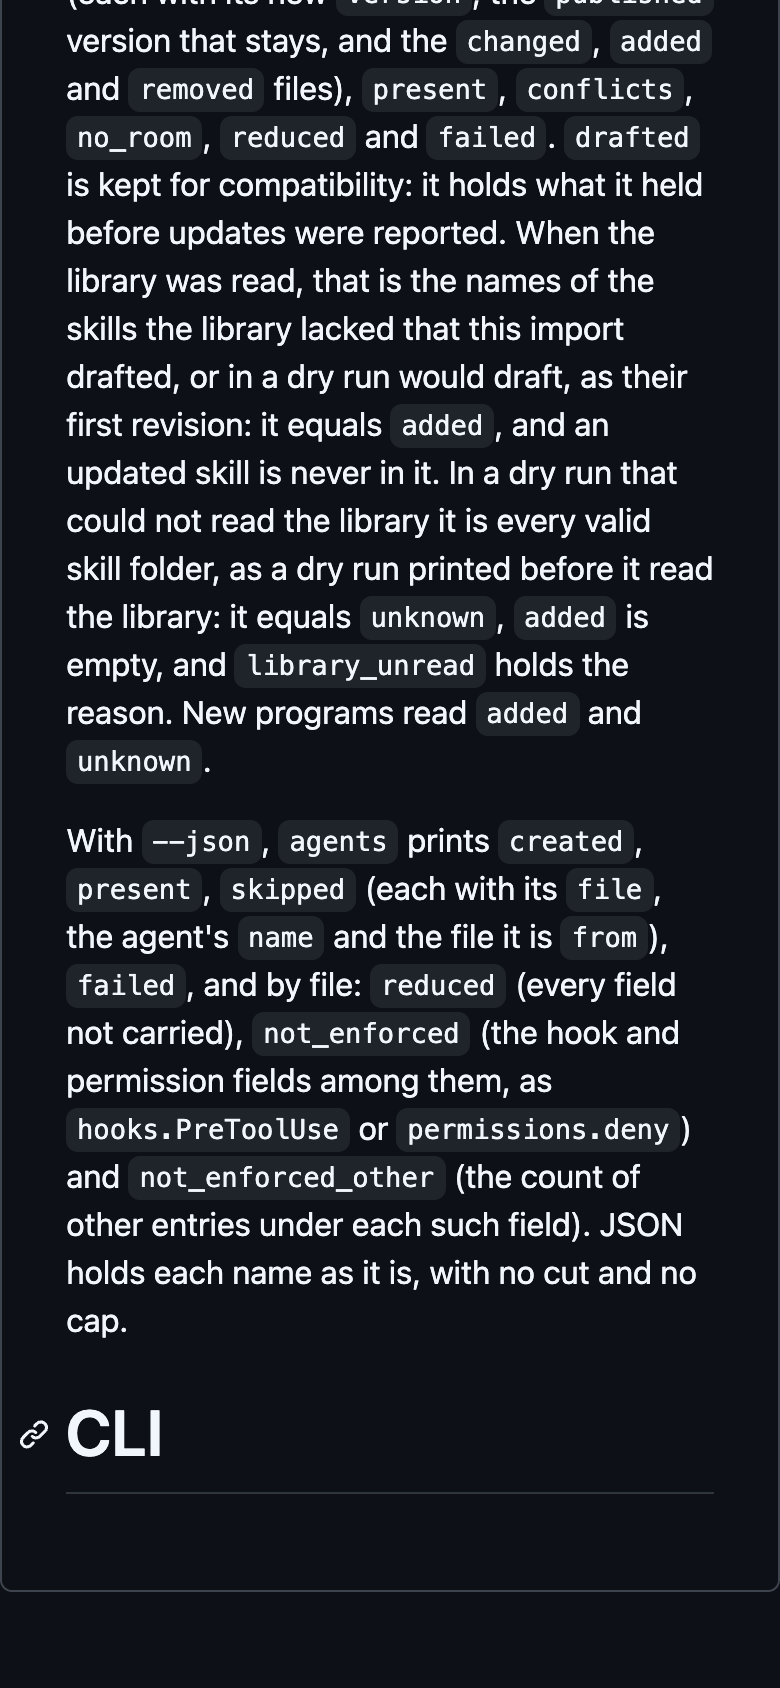 (each with its new version, the published
version that stays, and the changed, added
and removed files), present, conflicts,
no_room, reduced and failed. drafted
is kept for compatibility: it holds what it held
before updates were reported. When the
library was read, that is the names of the
skills the library lacked that this import
drafted, or in a dry run would draft, as their
first revision: it equals added, and an
updated skill is never in it. In a dry run that
could not read the library it is every valid
skill folder, as a dry run printed before it read
the library: it equals unknown, added is
empty, and library_unread holds the
reason. New programs read added and
unknown.
With --json, agents prints created,
present, skipped (each with its file,
the agent's name and the file it is from),
failed, and by file: reduced (every field
not carried), not_enforced (the hook and
permission fields among them, as
hooks.PreToolUse or permissions.deny)
and not_enforced_other (the count of
other entries under each such field). JSON
holds each name as it is, with no cut and no
cap.
CLI